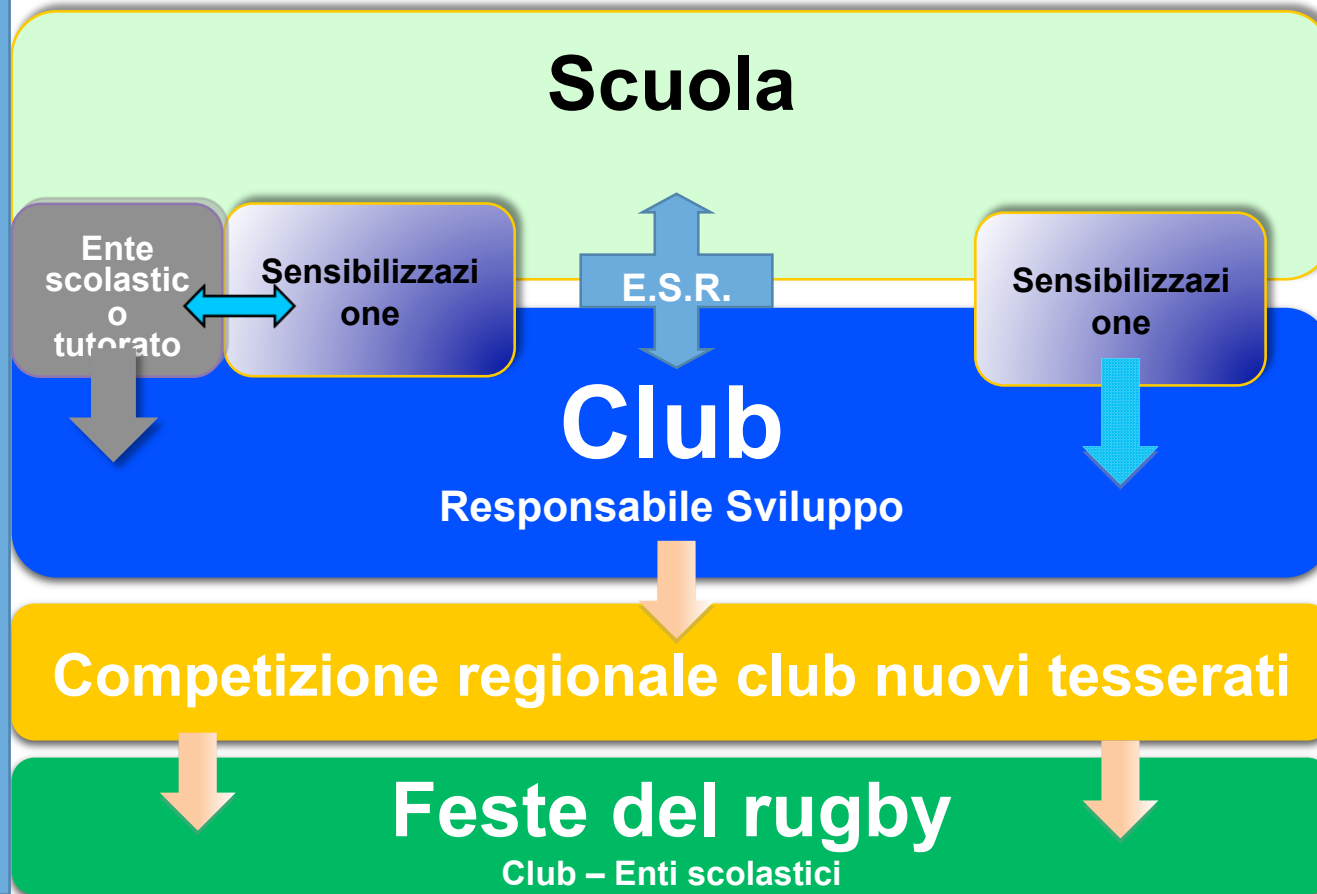 Scuola
Ente
scolastic
o
tutorato
Sensibilizzazi
one
E.S.R.
Sensibilizzazi
one
Club
Responsabile Sviluppo
Competizione regionale club nuovi tesserati
Feste del rugby
Club – Enti scolastici